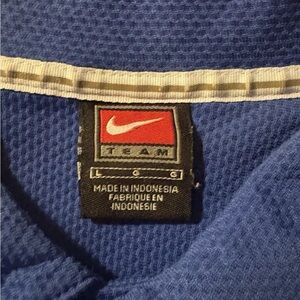 TEAM
L G G
MADE IN INDONESIA
FABRIQUE EN
INDONESIE